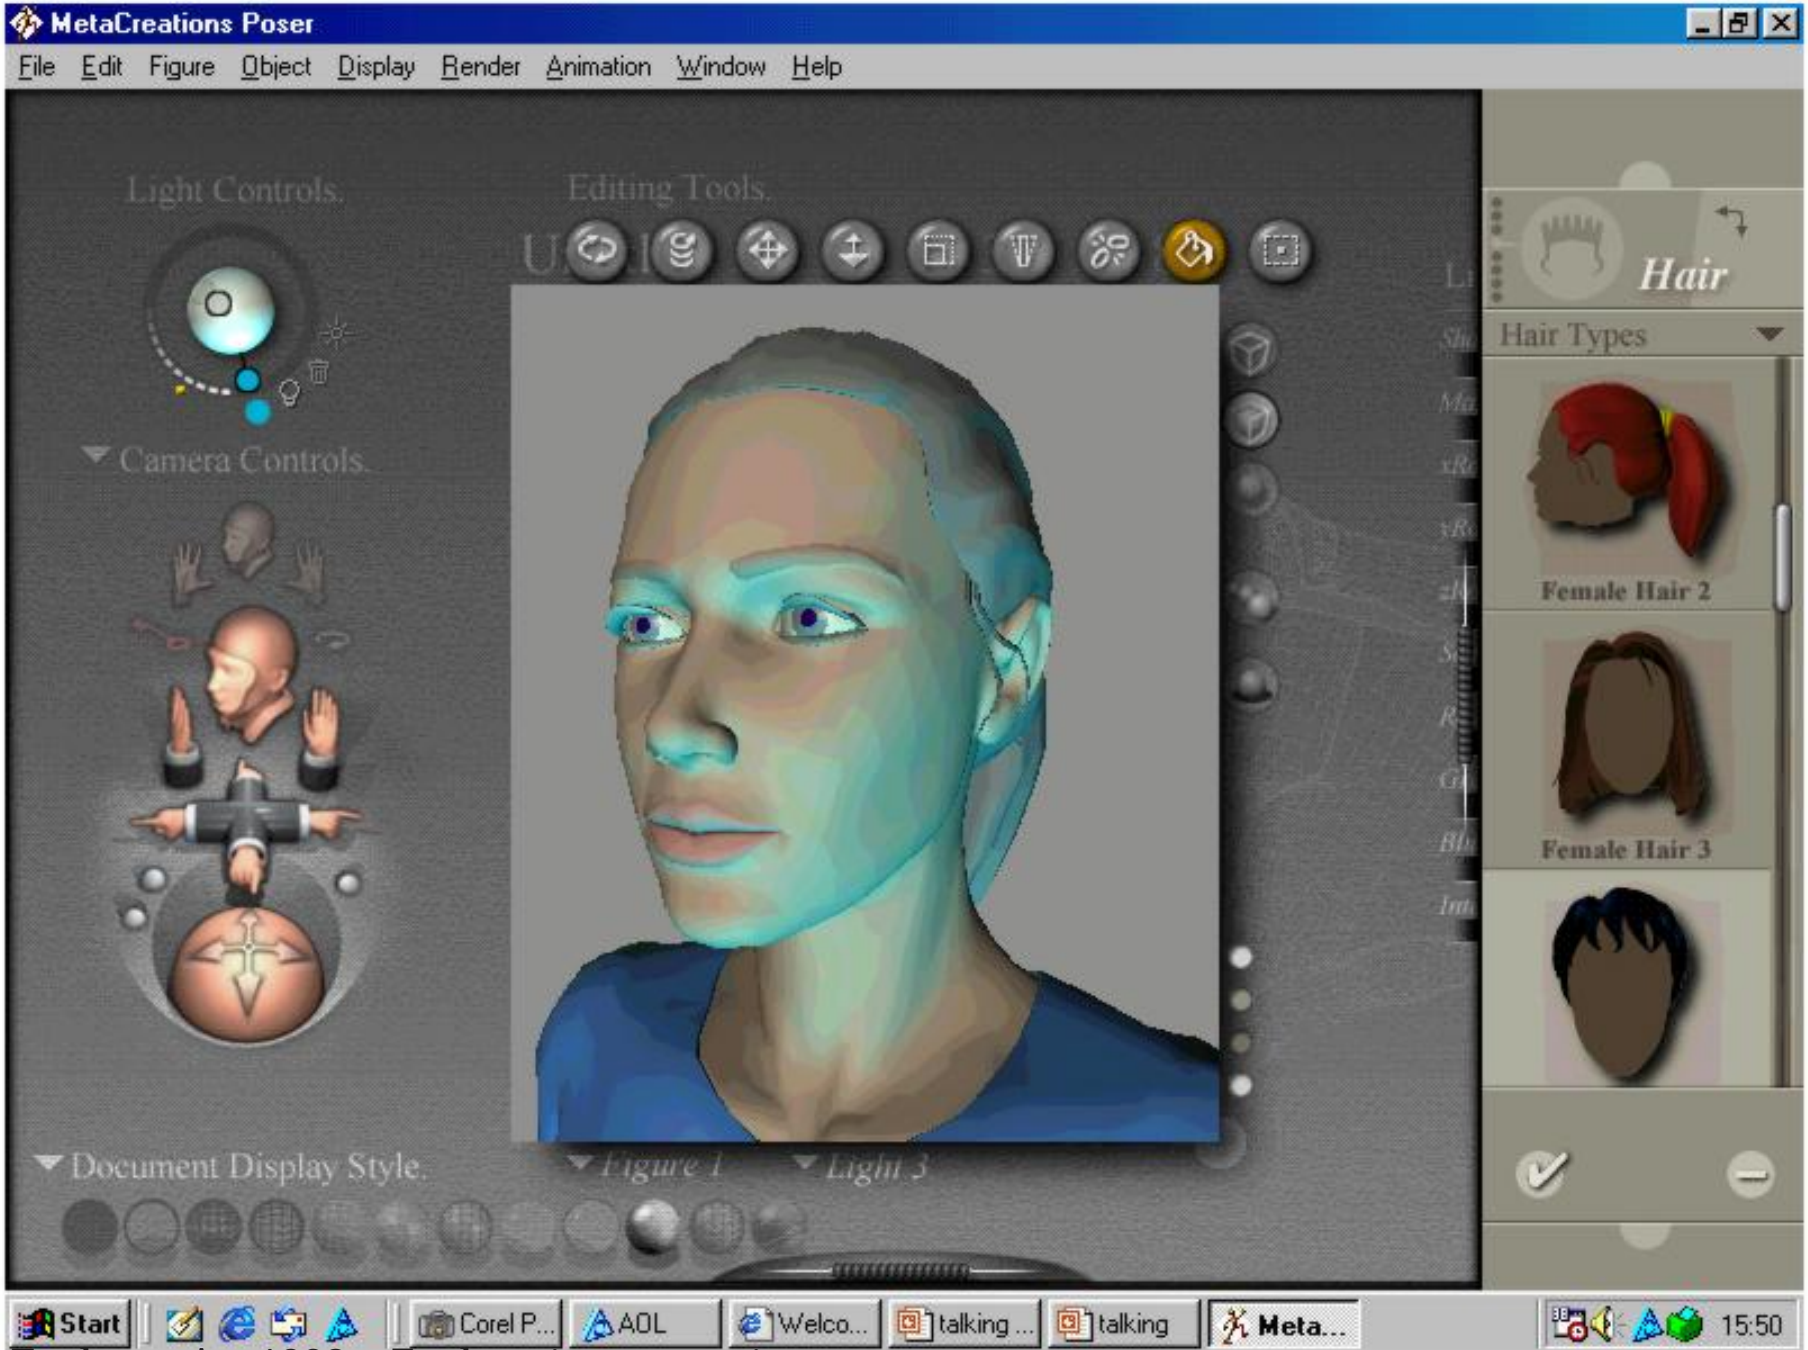 MetaCreations Poser
File Edit Figure Object Display Render Animation Window Help
Light Controls.
Editing Tools.
Hair
Hair Types
Camera Controls.
Female Hair 2
Female Hair 3
Document Display Style.
Figure 1
Light 3
Start
Corel P...
AOL
Welco...
talking ...
talking
Meta...
15:50